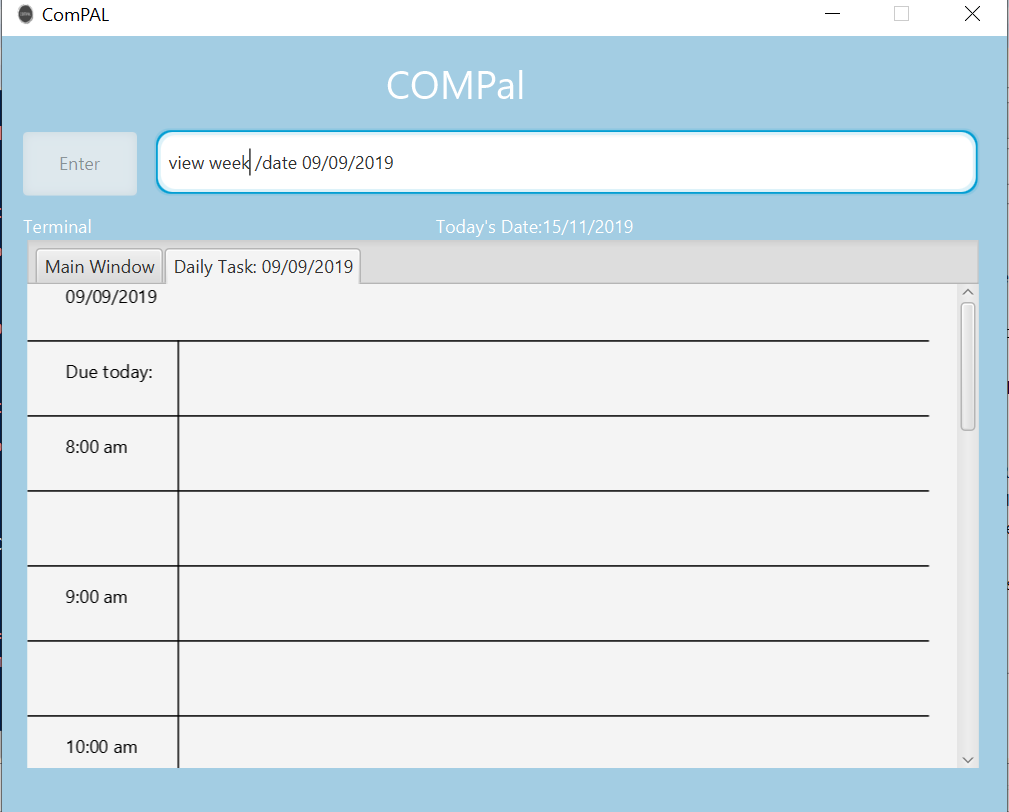 ComPAL
COMPal
Enter
view week /date 09/09/2019
Terminal
Today's Date:15/11/2019
Main Window
Daily Task: 09/09/2019
09/09/2019
Due today:
8:00 am
9:00 am
10:00 am